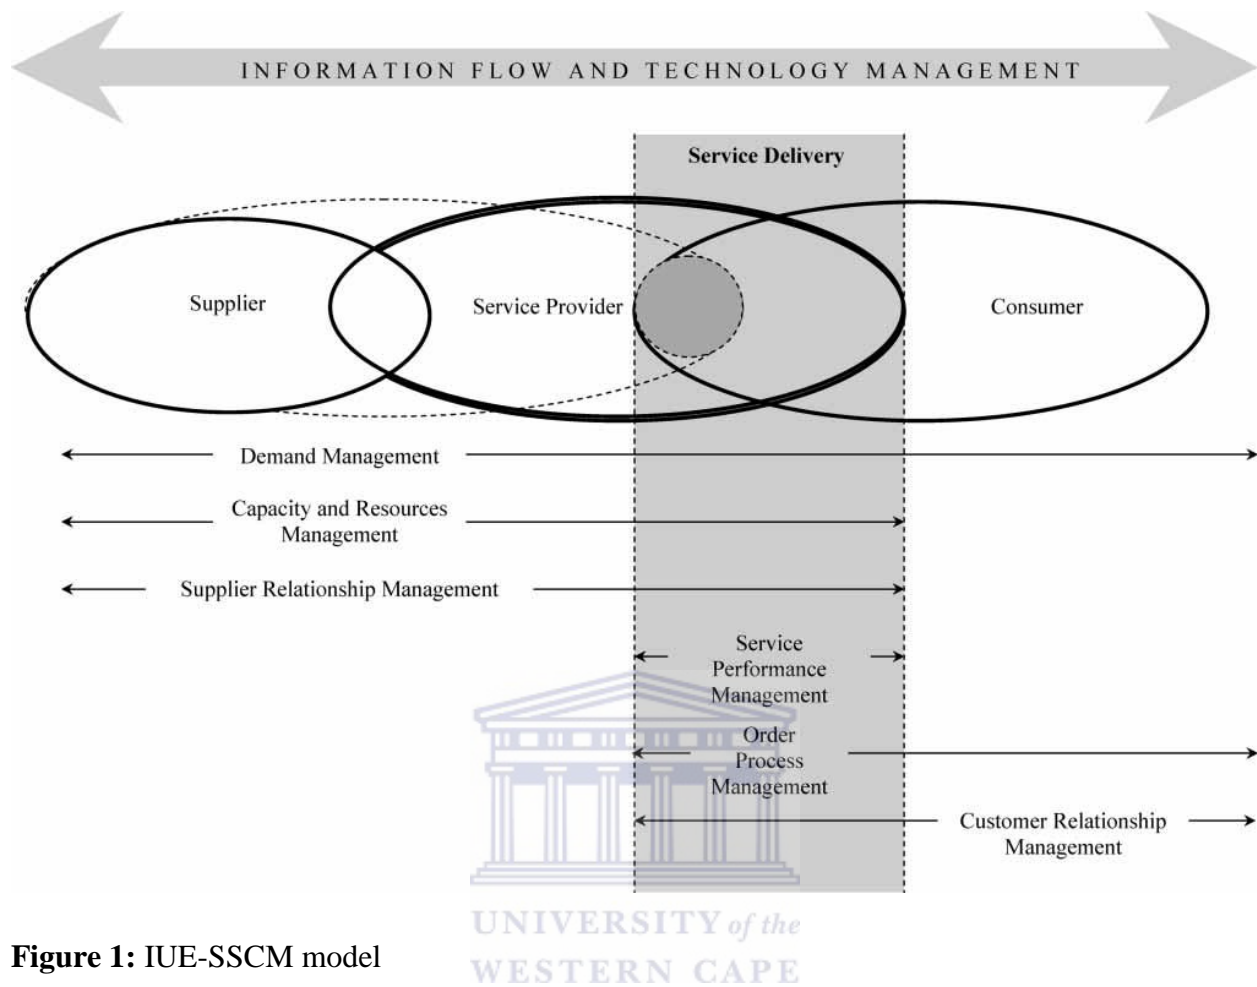 INFORMATION FLOW AND TECHNOLOGY MANAGEMENT
Service Delivery
Supplier
Service Provider
Consumer
Demand Management
Capacity and Resources
Management
Supplier Relationship Management
Service
Performance
Management
Order
Process
Management
Customer Relationship
Management
UNIVERSITY of the
WESTERN CAPE
Figure 1: IUE-SSCM model